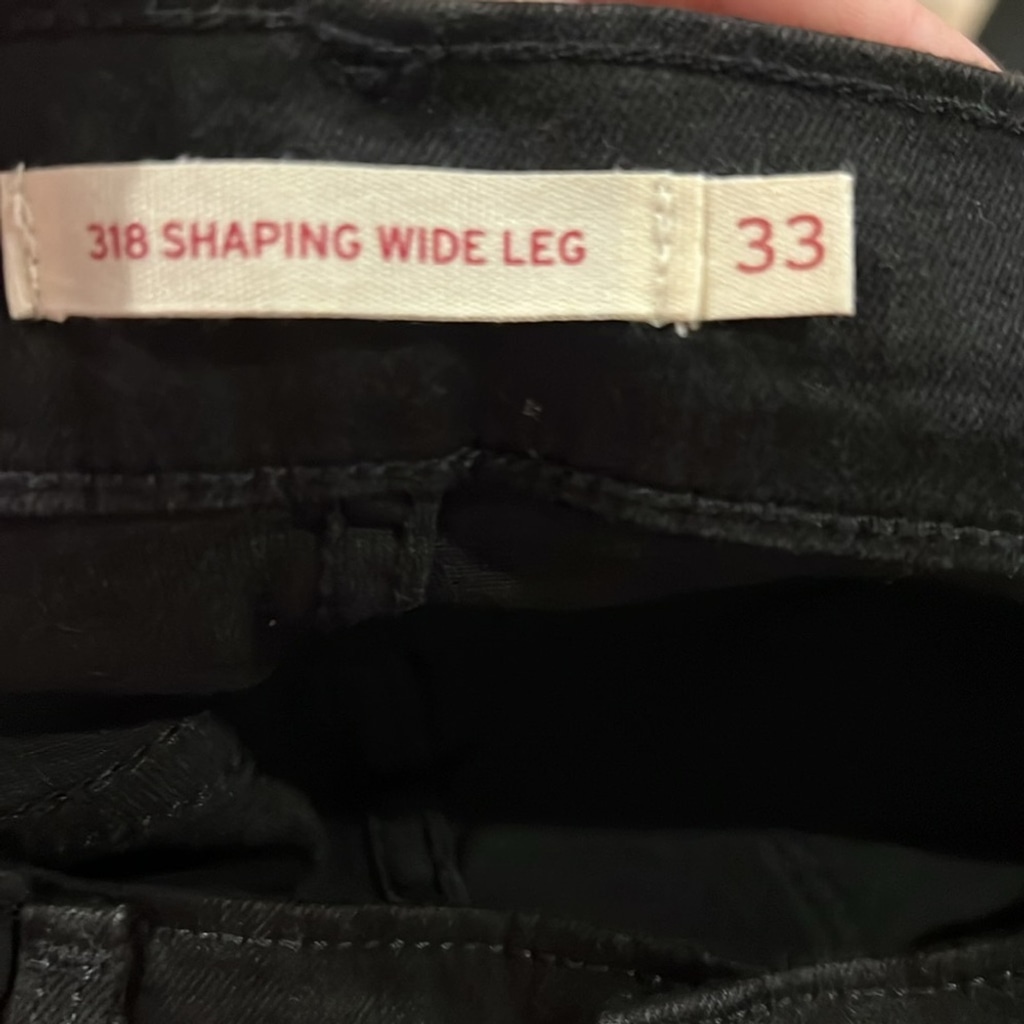 318 SHAPING WIDE LEG 33